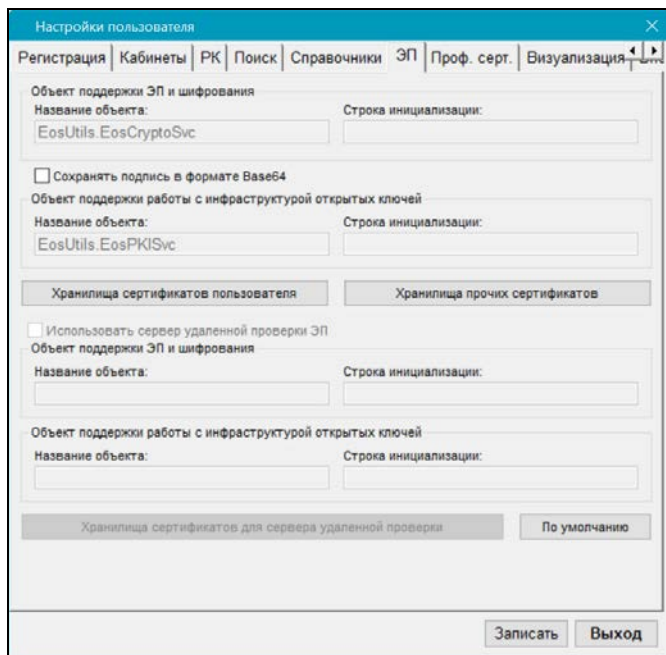 Настройки пользователя
Регистрация Кабинеты РК Поиск Справочники ЭП Проф. серт. Визуализация
Объект поддержки ЭП и шифрования
Название объекта: Строка инициализации:
EosUtils.EosCryptoSvc
Сохранять подпись в формате Base64
Объект поддержки работы с инфраструктурой открытых ключей
Название объекта: Строка инициализации:
EosUtils.EosPKISvc
Хранилища сертификатов пользователя Хранилища прочих сертификатов
Использовать сервер удаленной проверки ЭП
Объект поддержки ЭП и шифрования
Название объекта: Строка инициализации:
Объект поддержки работы с инфраструктурой открытых ключей
Название объекта: Строка инициализации:
Хранилища сертификатов для сервера удаленной проверки По умолчанию
Записать Выход